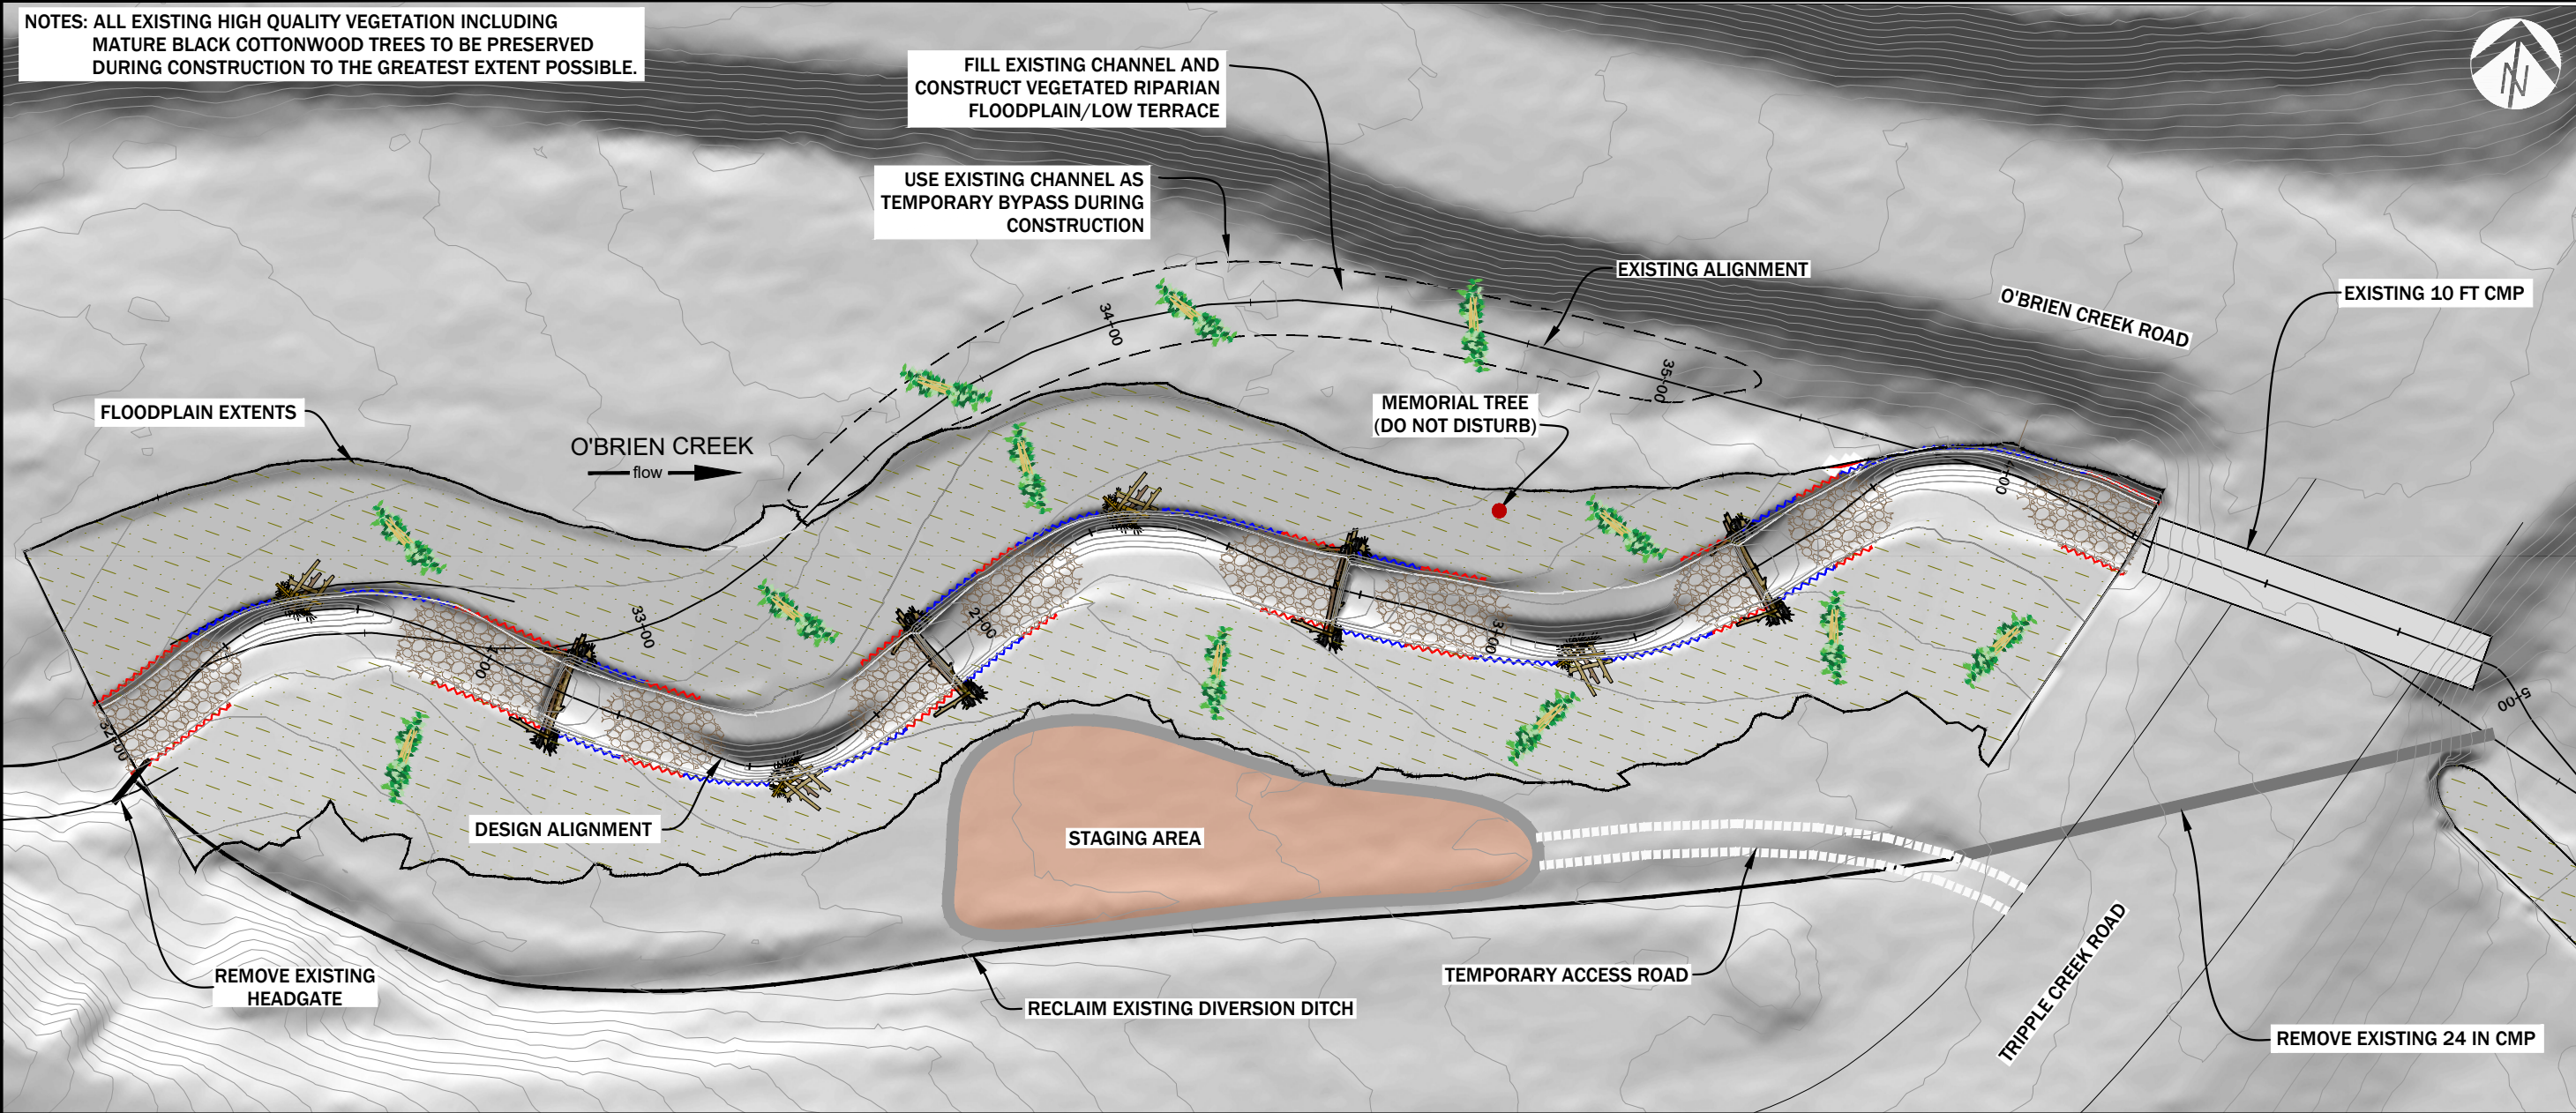 NOTES: ALL EXISTING HIGH QUALITY VEGETATION INCLUDING
MATURE BLACK COTTONWOOD TREES TO BE PRESERVED
DURING CONSTRUCTION TO THE GREATEST EXTENT POSSIBLE.
N
FILL EXISTING CHANNEL AND
CONSTRUCT VEGETATED RIPARIAN
FLOODPLAIN/LOW TERRACE
USE EXISTING CHANNEL AS
TEMPORARY BYPASS DURING
CONSTRUCTION
EXISTING ALIGNMENT
O'BRIEN CREEK ROAD
EXISTING 10 FT CMP
34+00
35+00
FLOODPLAIN EXTENTS
O'BRIEN CREEK
flow
MEMORIAL TREE
(DO NOT DISTURB)
4+00
33+00
2+00
3+00
1+00
32+00
5+00
DESIGN ALIGNMENT
STAGING AREA
REMOVE EXISTING
HEADGATE
RECLAIM EXISTING DIVERSION DITCH
TEMPORARY ACCESS ROAD
TRIPPLE CREEK ROAD
REMOVE EXISTING 24 IN CMP